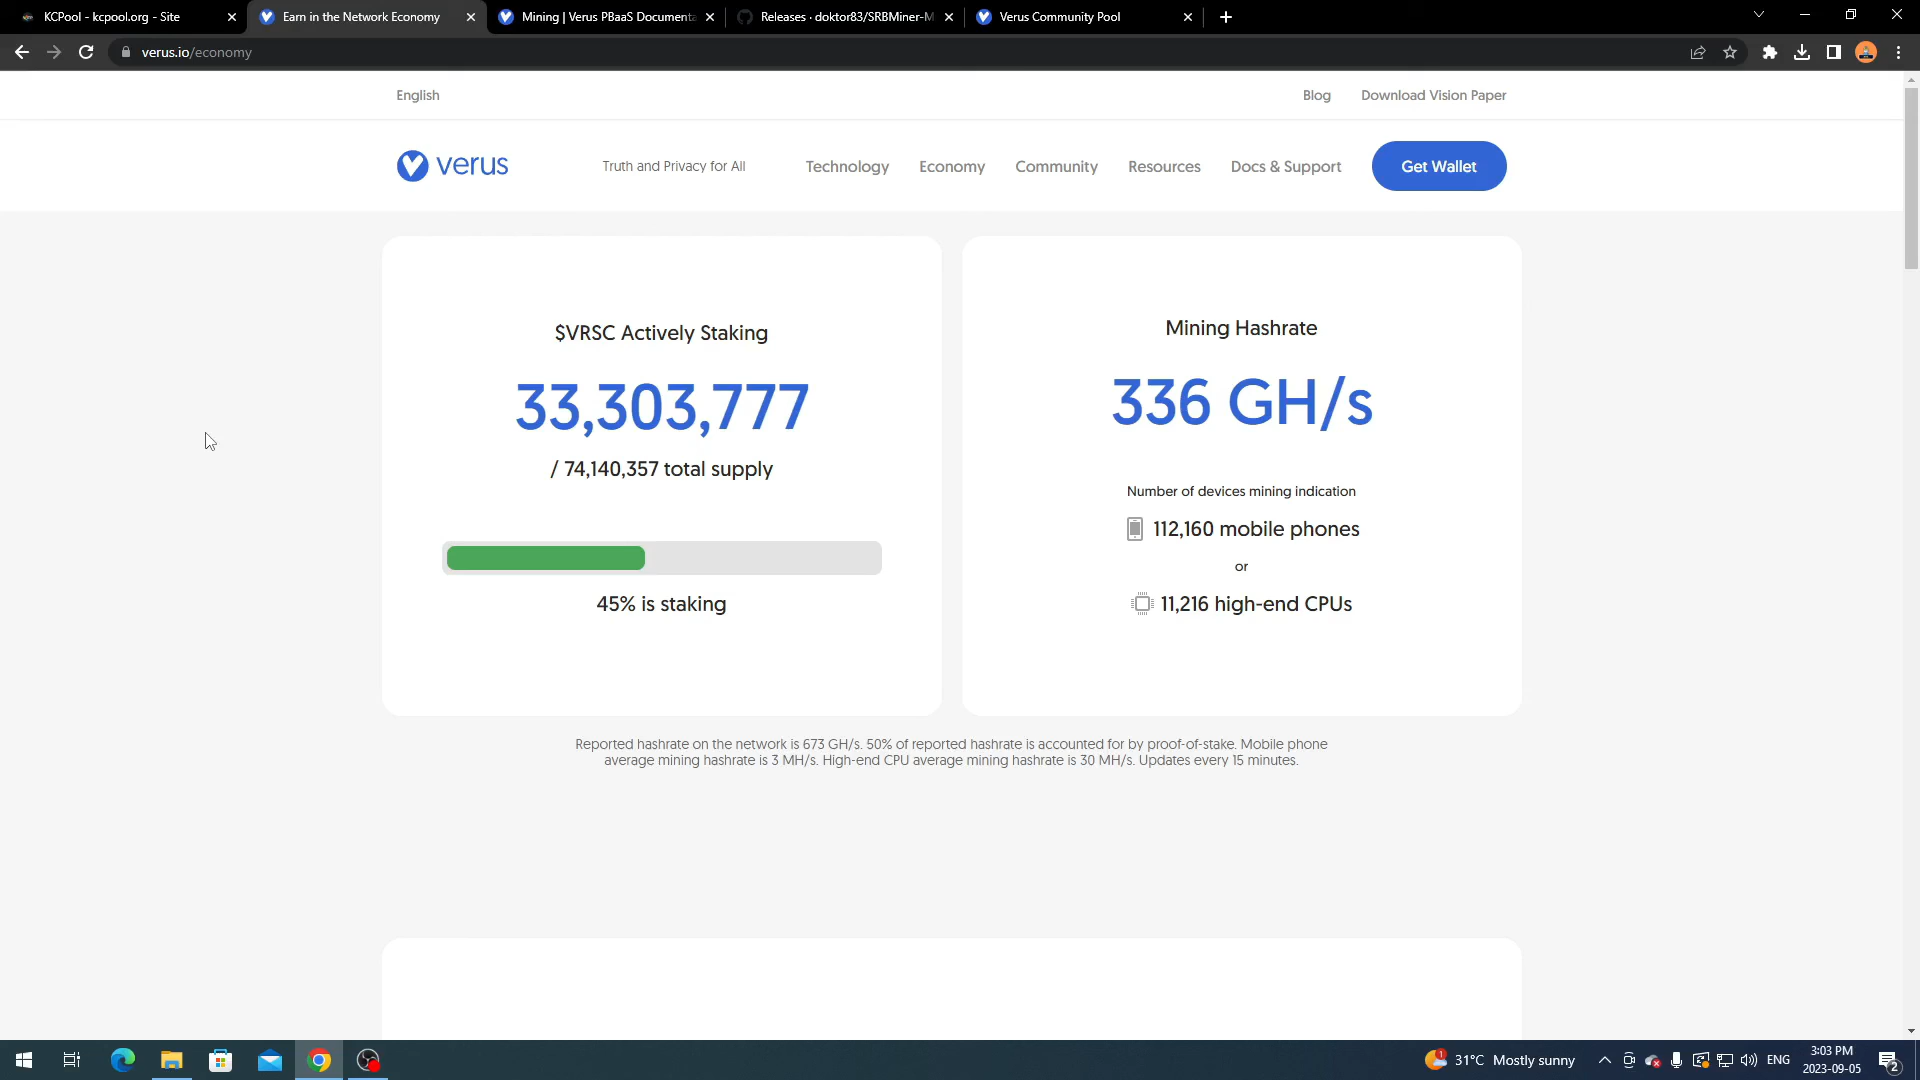 KCPool - kcpool.org - Site
Earn in the Network Economy
Mining | Verus PBaaS Documenta
Releases · doktor83/SRBMiner-M
Verus Community Pool
verus.io/economy
English
Blog
Download Vision Paper
verus
Truth and Privacy for All
Technology
Economy
Community
Resources
Docs & Support
Get Wallet
$VRSC Actively Staking
33,303,777
/ 74,140,357 total supply
45% is staking
Mining Hashrate
336 GH/s
Number of devices mining indication
112,160 mobile phones
or
11,216 high-end CPUs
Reported hashrate on the network is 673 GH/s. 50% of reported hashrate is accounted for by proof-of-stake. Mobile phone
average mining hashrate is 3 MH/s. High-end CPU average mining hashrate is 30 MH/s. Updates every 15 minutes.
1
31°C Mostly sunny
ENG
3:03 PM
2023-09-05
2